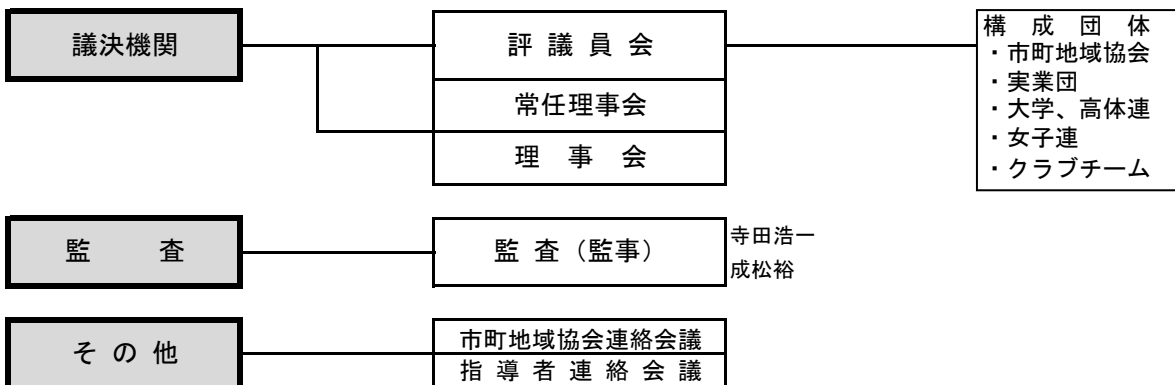 議決機関
評議員会
常任理事会
理事会
構成団体
・市町地域協会
・実業団
・大学、高体連
・女子連
・クラブチーム
監査
監査（監事）
寺田浩一
成松裕
その他
市町地域協会連絡会議
指導者連絡会議